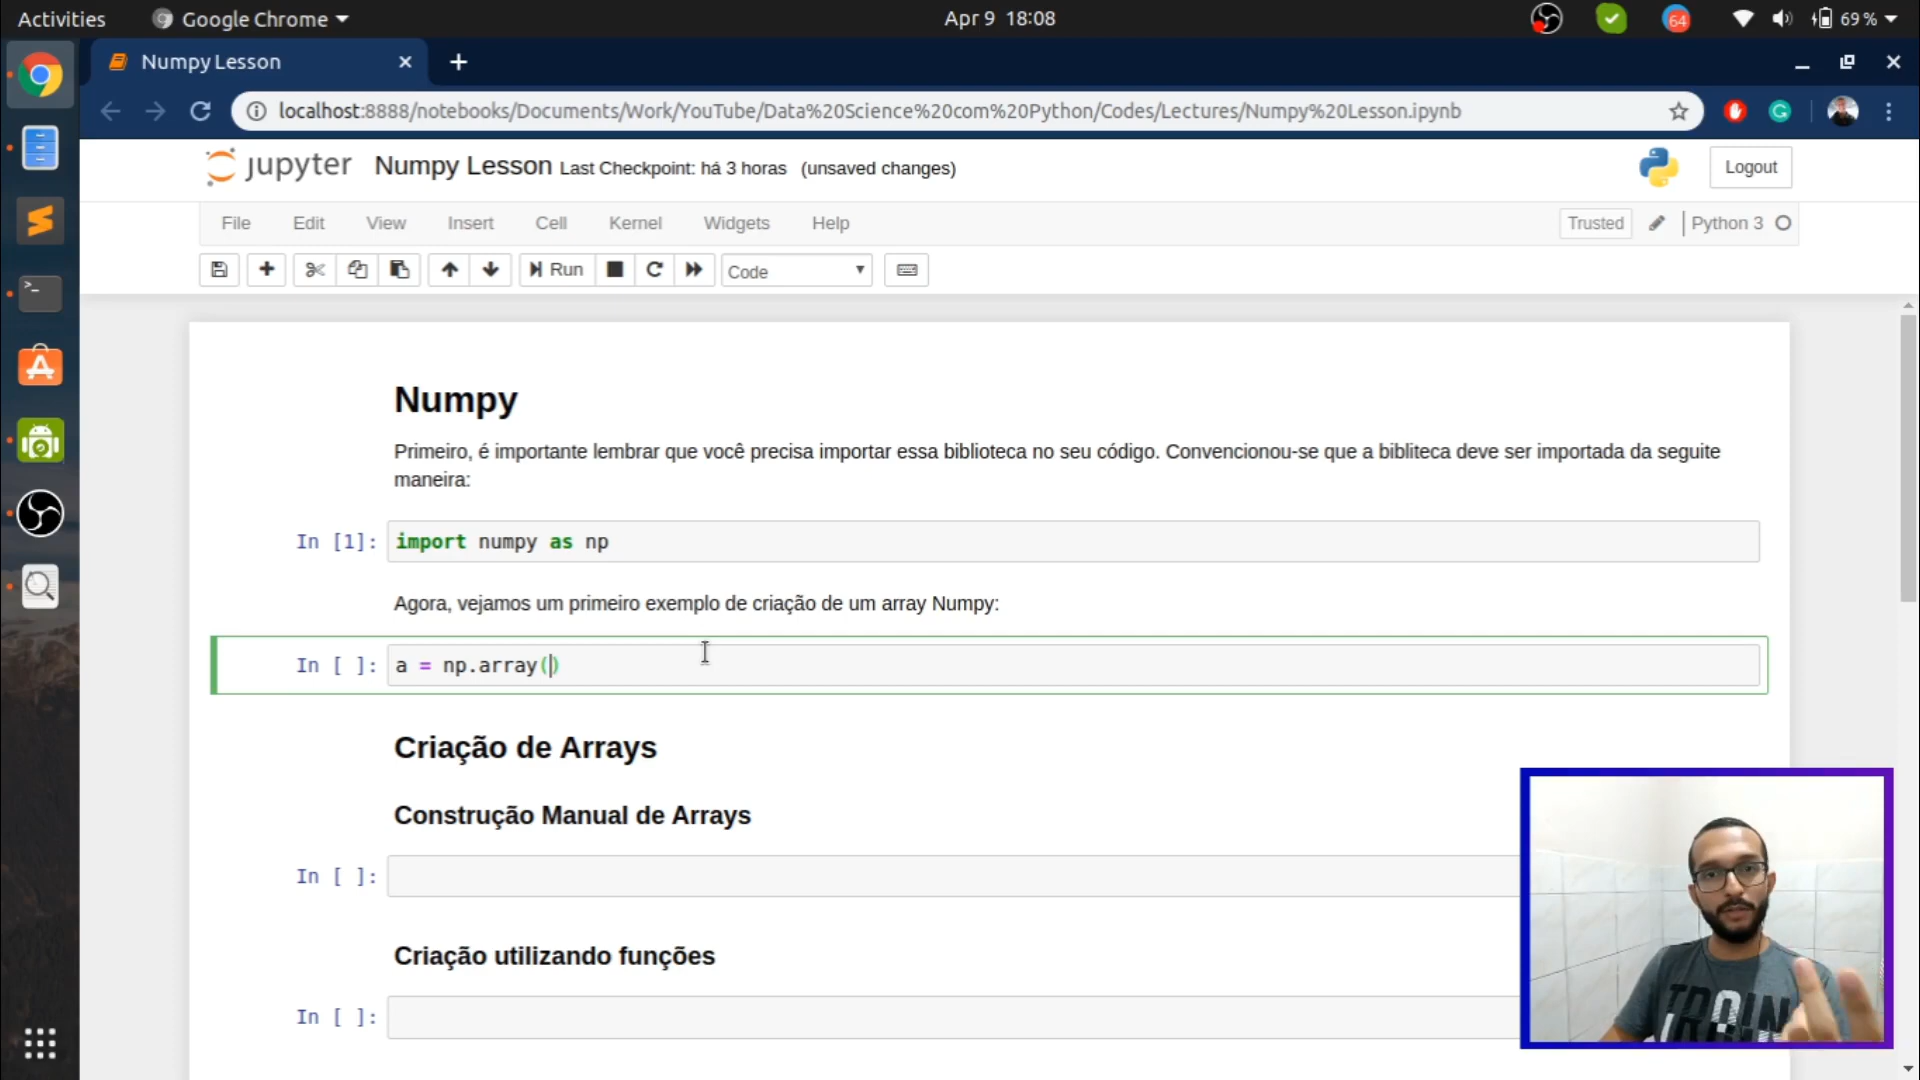 Activities Google Chrome Apr 9 18:08 64 69 %
Numpy Lesson
localhost:8888/notebooks/Documents/Work/YouTube/Data%20Science%20com%20Python/Codes/Lectures/Numpy%20Lesson.ipynb
jupyter Numpy Lesson Last Checkpoint: há 3 horas (unsaved changes) Logout
File Edit View Insert Cell Kernel Widgets Help Trusted Python 3
Run Code
Numpy
Primeiro, é importante lembrar que você precisa importar essa biblioteca no seu código. Convencionou-se que a bibliteca deve ser importada da seguite
maneira:
In [1]: import numpy as np
Agora, vejamos um primeiro exemplo de criação de um array Numpy:
In [ ]: a = np.array()
Criação de Arrays
Construção Manual de Arrays
In [ ]:
Criação utilizando funções
In [ ]:
TRAIN